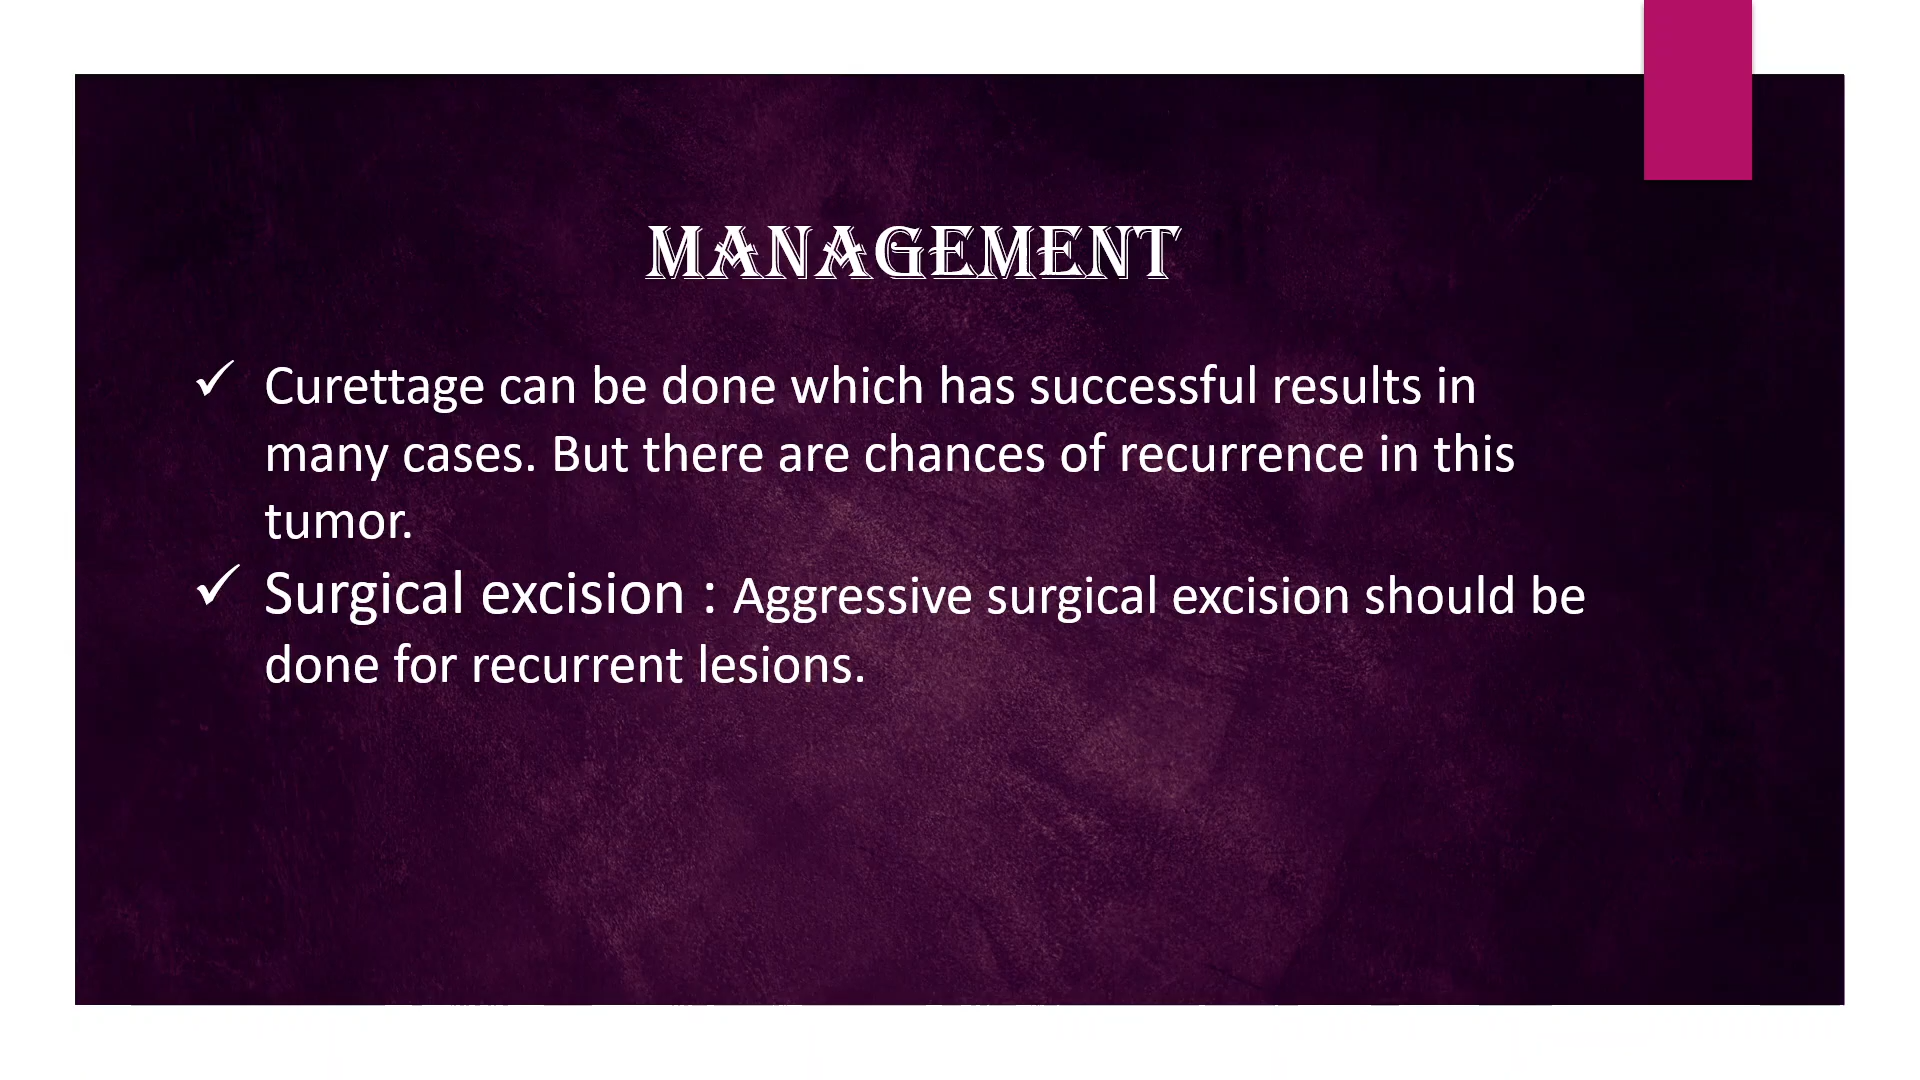 MANAGEMENT
✓ Curettage can be done which has successful results in
many cases. But there are chances of recurrence in this
tumor.
✓ Surgical excision : Aggressive surgical excision should be
done for recurrent lesions.